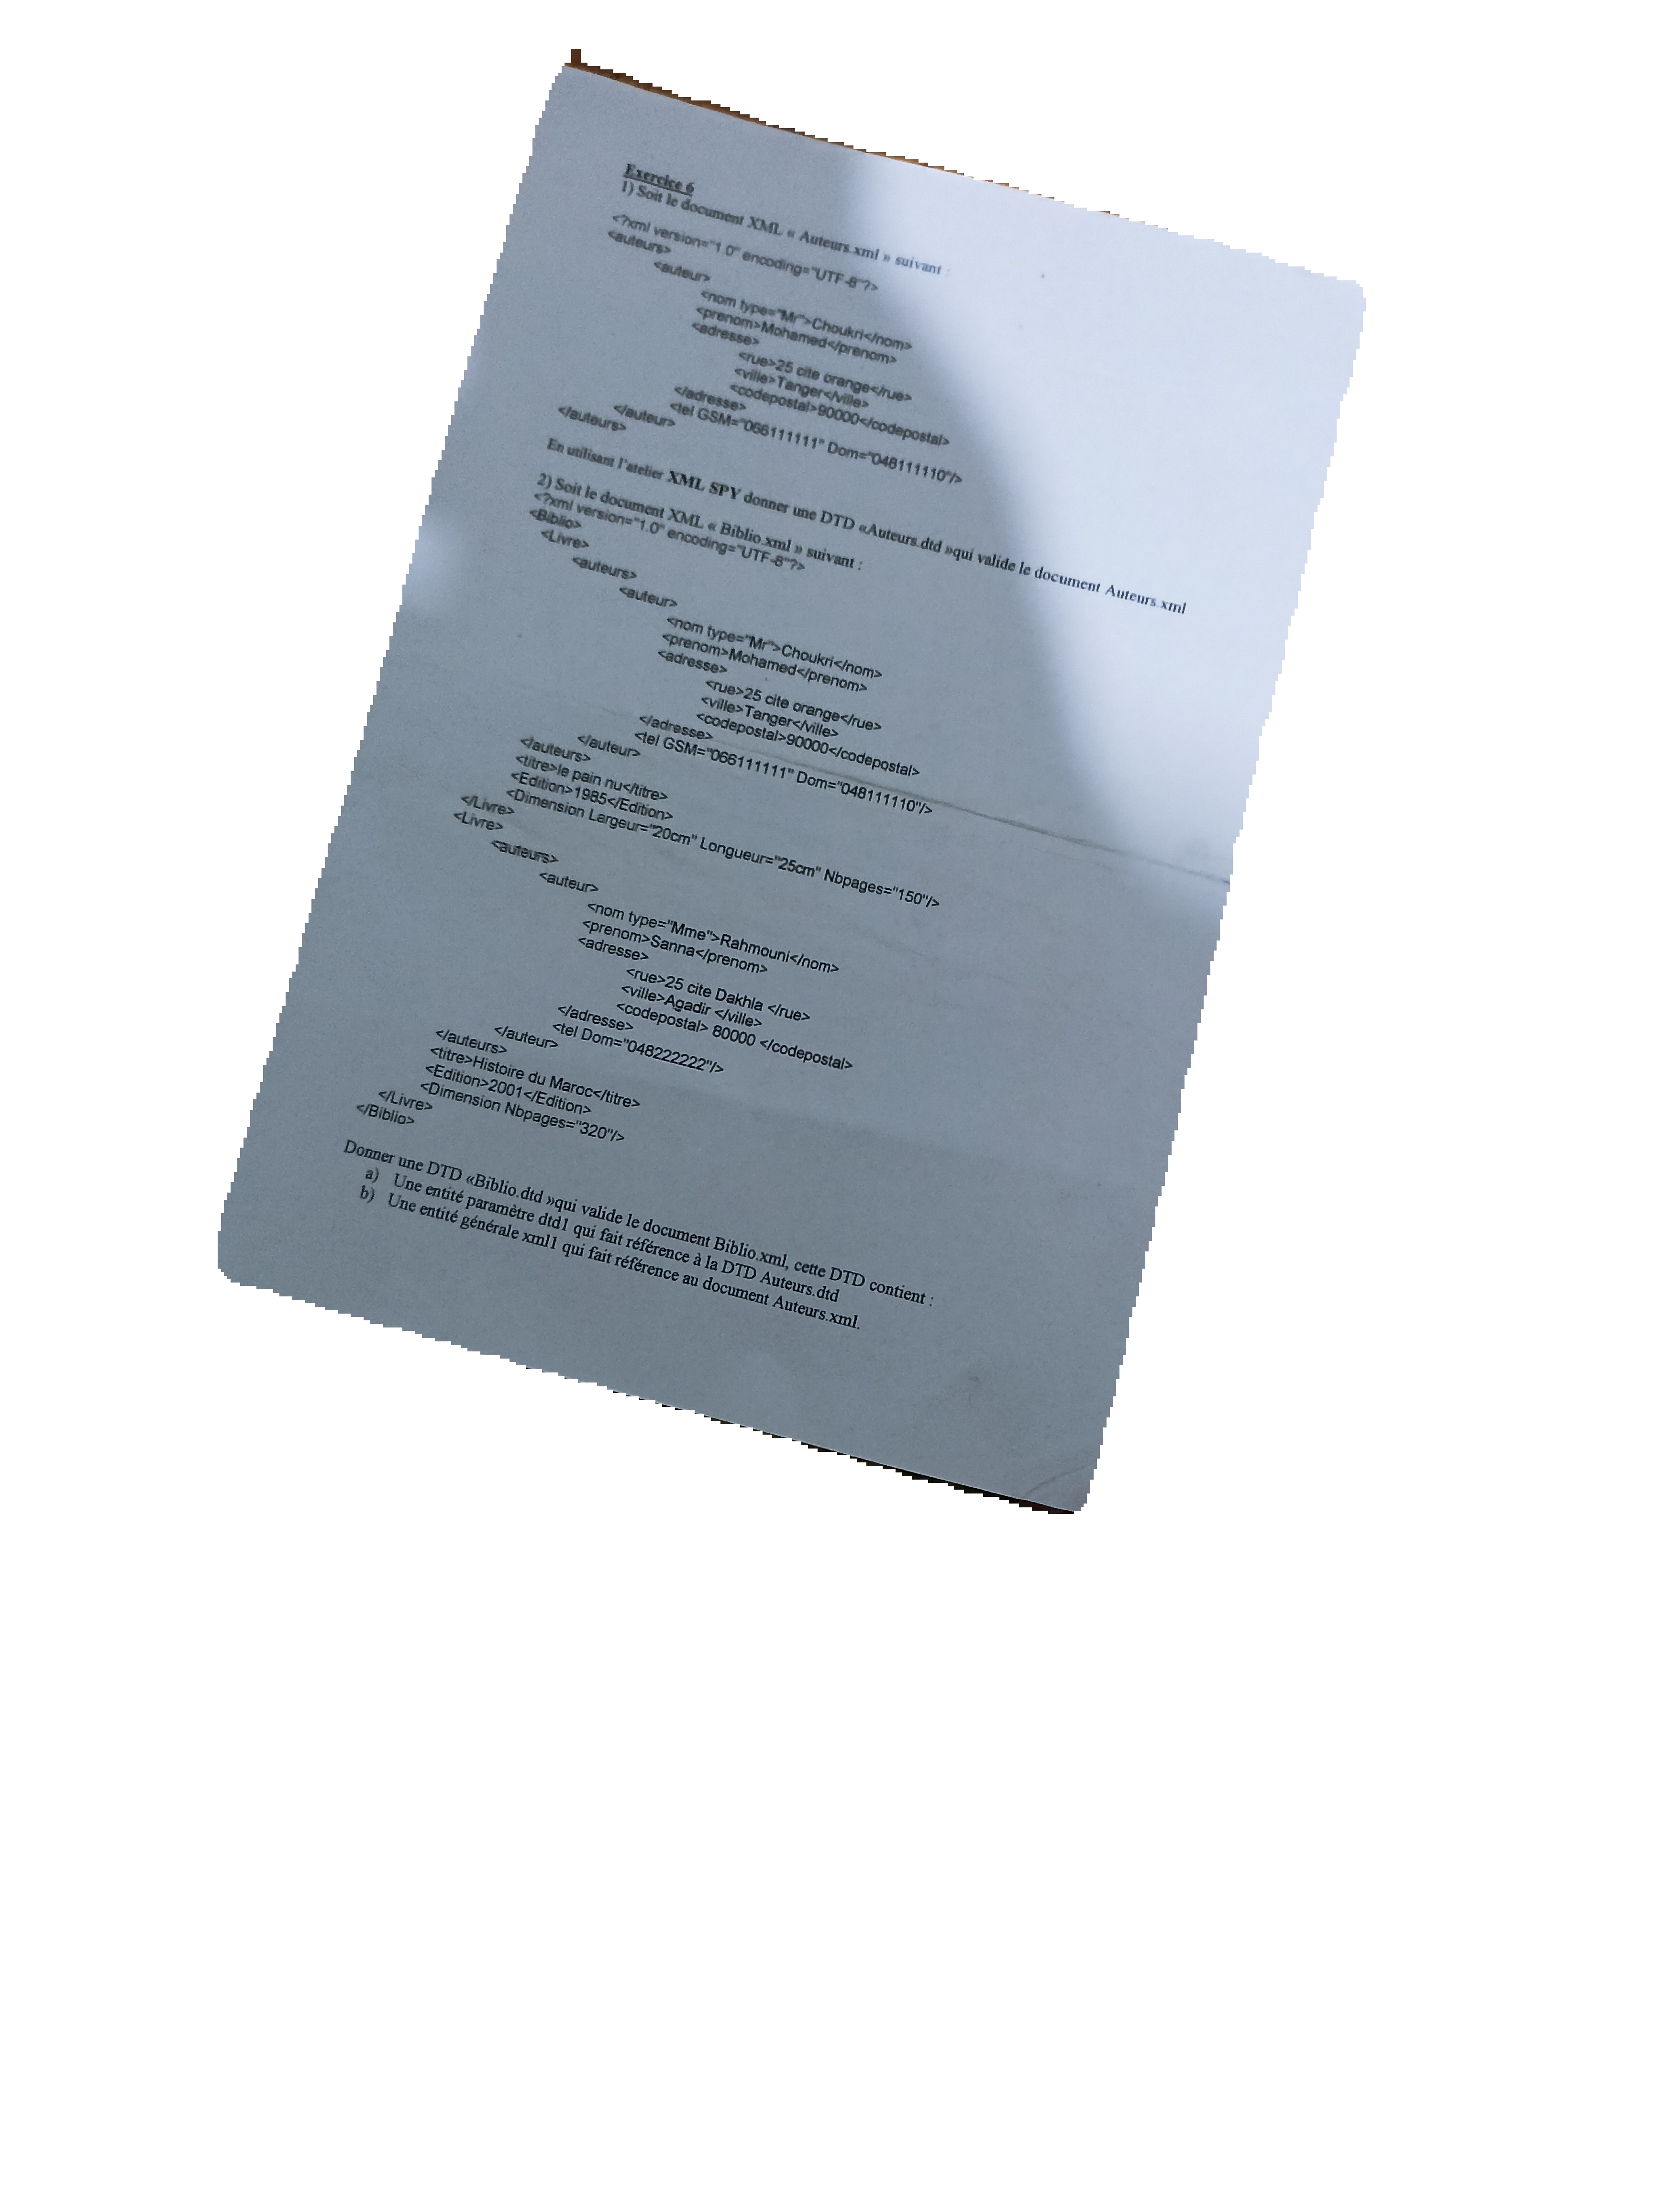 Exercice 6
1) Soit le document XML « Auteurs.xml » suivant :
<?xml version="1.0" encoding="UTF-8"?>
<auteurs>
<auteur>
<nom type="Mr">Choukri</nom>
<prenom>Mohamed</prenom>
<adresse>
<rue>25 cite orange</rue>
<ville>Tanger</ville>
<codepostal>90000</codepostal>
</adresse>
<tel GSM="066111111" Dom="048111110"/>
</auteur>
</auteurs>
En utilisant l'atelier XML SPY donner une DTD «Auteurs.dtd »qui valide le document Auteurs.xml
2) Soit le document XML « Biblio.xml » suivant :
<?xml version="1.0" encoding="UTF-8"?>
<Biblio>
<Livre>
<auteurs>
<auteur>
<nom type="Mr">Choukri</nom>
<prenom>Mohamed</prenom>
<adresse>
<rue>25 cite orange</rue>
<ville>Tanger</ville>
<codepostal>90000</codepostal>
</adresse>
<tel GSM="066111111" Dom="048111110"/>
</auteur>
</auteurs>
<titre>le pain nu</titre>
<Edition>1985</Edition>
<Dimension Largeur="20cm" Longueur="25cm" Nbpages="150"/>
</Livre>
<Livre>
<auteurs>
<auteur>
<nom type="Mme">Rahmouni</nom>
<prenom>Sanna</prenom>
<adresse>
<rue>25 cite Dakhla </rue>
<ville>Agadir </ville>
<codepostal> 80000 </codepostal>
</adresse>
<tel Dom="048222222"/>
</auteur>
</auteurs>
<titre>Histoire du Maroc</titre>
<Edition>2001</Edition>
<Dimension Nbpages="320"/>
</Livre>
</Biblio>
Donner une DTD «Biblio.dtd »qui valide le document Biblio.xml, cette DTD contient :
a) Une entité paramètre dtd1 qui fait référence à la DTD Auteurs.dtd
b) Une entité générale xml1 qui fait référence au document Auteurs.xml.